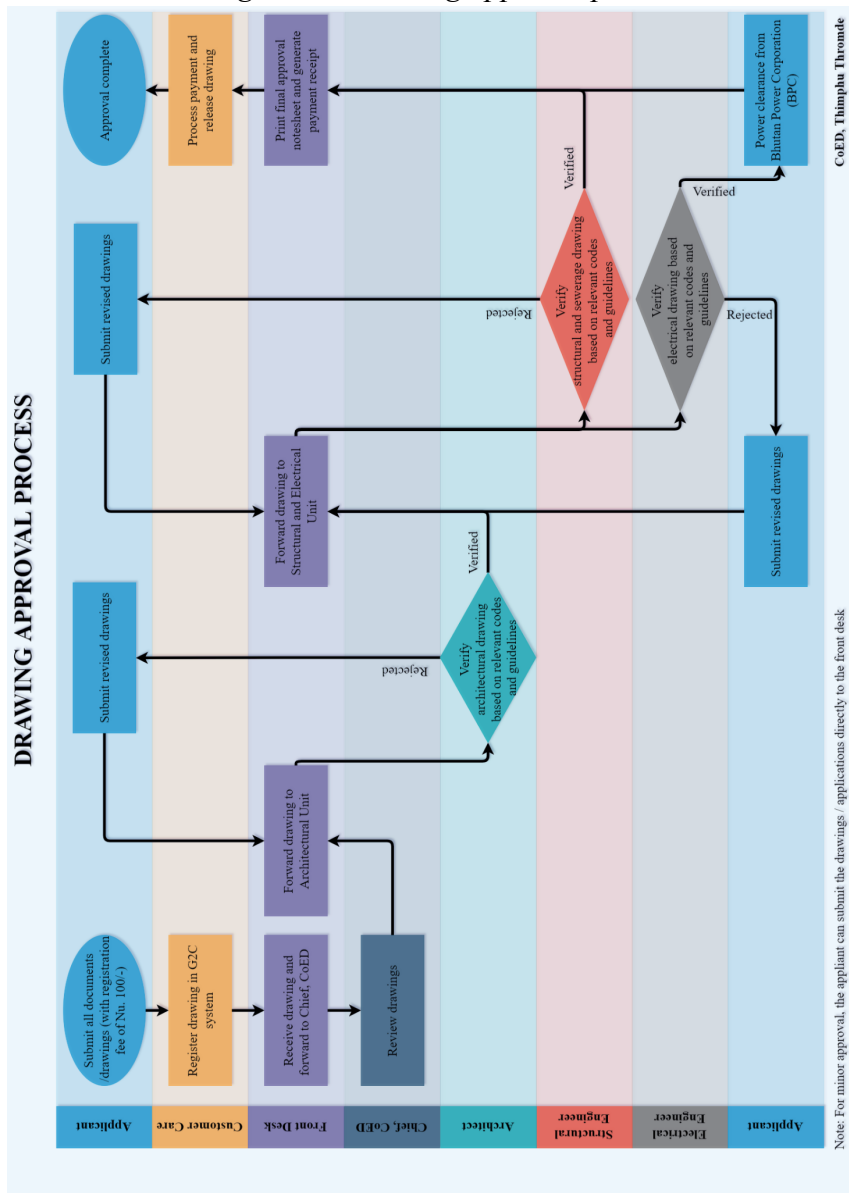 DRAWING APPROVAL PROCESS
Applicant
Customer Care
Front Desk
Chief, CoED
Architect
Structural
Engineer
Electrical
Engineer
Applicant
Submit all documents
/drawings (with registration
fee of Nu. 100/-)
Register drawing in G2C
system
Receive drawing and
forward to Chief, CoED
Review drawings
Forward drawing to
Architectural Unit
Submit revised drawings
Rejected
Verify
architectural drawing
based on relevant codes
and guidelines
Verified
Forward drawing to
Structural and Electrical
Unit
Submit revised drawings
Submit revised drawings
Rejected
Verify
structural and sewerage drawing
based on relevant codes
and guidelines
Verified
Verify
electrical drawing based
on relevant codes and
guidelines
Rejected
Verified
Power clearance from
Bhutan Power Corporation
(BPC)
Print final approval
notesheet and generate
payment receipt
Process payment and
release drawing
Approval complete
Note: For minor approval, the appliant can submit the drawings / applications directly to the front desk
CoED, Thimphu Thromde